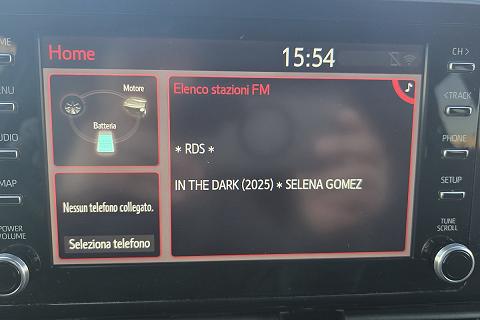 Home
15:54
Motore
Batteria
Nessun telefono collegato.
Seleziona telefono
Elenco stazioni FM
* RDS *
IN THE DARK (2025) * SELENA GOMEZ
MAP
POWER
VOLUME
CH >
< TRACK
PHONE
SETUP
TUNE
SCROLL